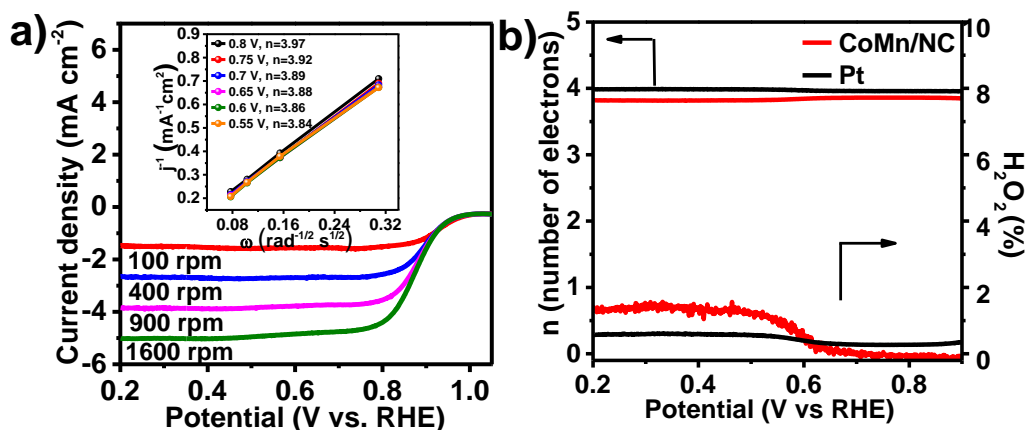 a)
Current density (mA cm-2)
6
4
2
0
-2
-4
-6
0.2
0.4
0.6
0.8
1.0
Potential (V vs. RHE)
100 rpm
400 rpm
900 rpm
1600 rpm
j-1 (mA-1cm2)
0.9
0.8
0.7
0.6
0.5
0.4
0.3
0.2
0.8 V, n=3.97
0.75 V, n=3.92
0.7 V, n=3.89
0.65 V, n=3.88
0.6 V, n=3.86
0.55 V, n=3.84
0.08
0.16
0.24
0.32
ω (rad-1/2 s1/2)
b)
n (number of electrons)
5
4
3
2
1
0
CoMn/NC
Pt
10
8
6
4
2
0
H2O2 (%)
0.2
0.4
0.6
0.8
Potential (V vs RHE)